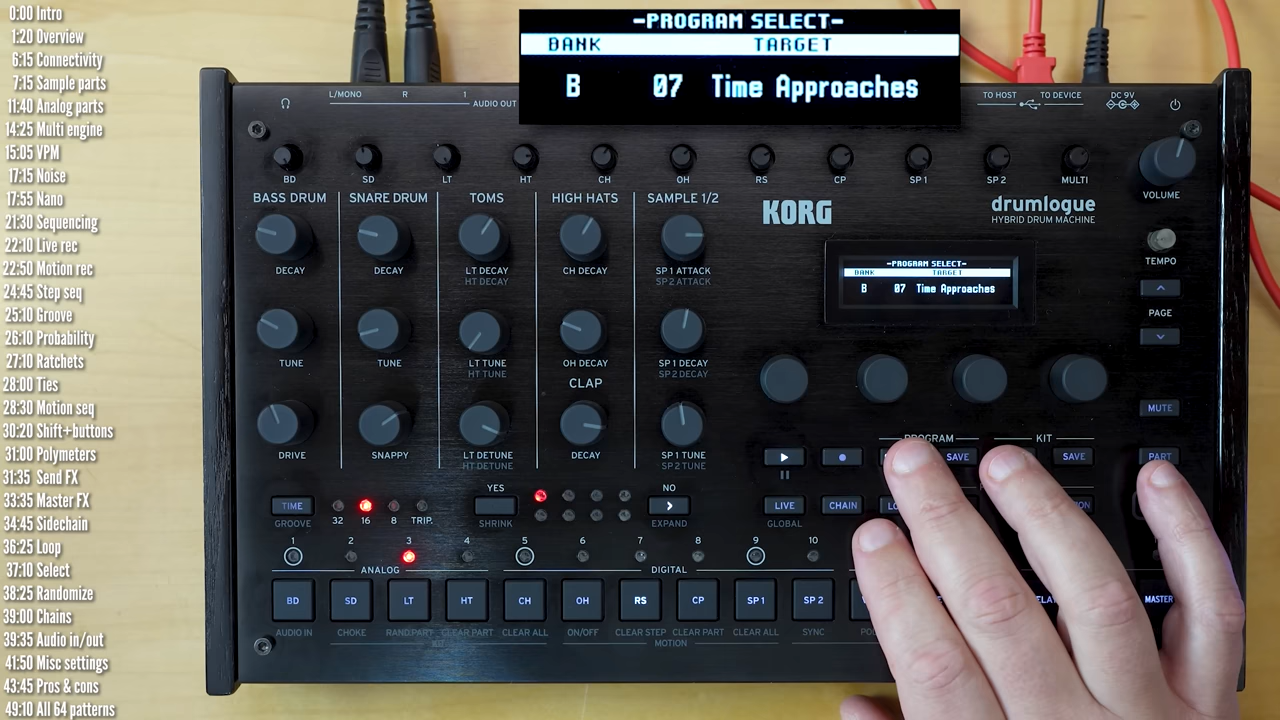 0:00 Intro
1:20 Overview
6:15 Connectivity
7:15 Sample parts
11:40 Analog parts
14:25 Multi engine
15:05 VPM
17:15 Noise
17:55 Nano
21:30 Sequencing
22:10 Live rec
22:50 Motion rec
24:45 Step seq
25:10 Groove
26:10 Probability
27:10 Ratchets
28:00 Ties
28:30 Motion seq
30:20 Shift+buttons
31:00 Polymeters
31:35 Send FX
33:35 Master FX
34:45 Sidechain
36:25 Loop
37:10 Select
38:25 Randomize
39:00 Chains
39:35 Audio in/out
41:50 Misc settings
43:45 Pros & cons
49:10 All 64 patterns
-PROGRAM SELECT-
BANK TARGET
B 07 Time Approaches
L/MONO R 1 AUDIO OUT TO HOST TO DEVICE DC 9V
BD SD LT HT CH OH RS CP SP 1 SP 2 MULTI VOLUME
BASS DRUM SNARE DRUM TOMS HIGH HATS SAMPLE 1/2
KORG
drumlogue
HYBRID DRUM MACHINE
TEMPO
-PROGRAM SELECT-
BANK TARGET
B 07 Time Approaches
DECAY DECAY LT DECAY CH DECAY SP 1 ATTACK
HT DECAY SP 2 ATTACK
PAGE
TUNE TUNE LT TUNE OH DECAY SP 1 DECAY
HT TUNE SP 2 DECAY
CLAP
MUTE
PROGRAM KIT
DRIVE SNAPPY LT DETUNE DECAY SP 1 TUNE
HT DETUNE SP 2 TUNE
SAVE SAVE PART
YES NO
TIME LIVE CHAIN
GROOVE 32 16 8 TRIP. SHRINK EXPAND GLOBAL
1 2 3 4 5 6 7 8 9 10
ANALOG DIGITAL
BD SD LT HT CH OH RS CP SP 1 SP 2 MASTER
AUDIO IN CHOKE RAND.PART CLEAR PART CLEAR ALL ON/OFF CLEAR STEP CLEAR PART CLEAR ALL SYNC
MOTION